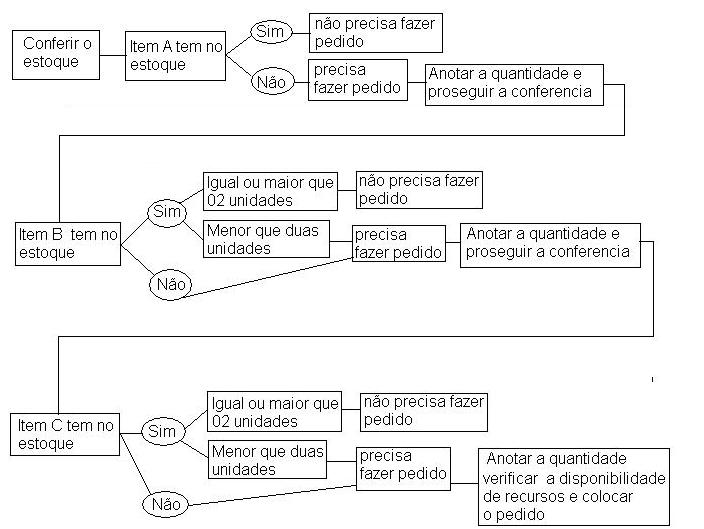 Conferir o
estoque
Item A tem no
estoque
Sim
não precisa fazer
pedido
Não
precisa
fazer pedido
Anotar a quantidade e
proseguir a conferencia
Item B tem no
estoque
Sim
Igual ou maior que
02 unidades
não precisa fazer
pedido
Menor que duas
unidades
precisa
fazer pedido
Anotar a quantidade e
proseguir a conferencia
Não
Item C tem no
estoque
Sim
Igual ou maior que
02 unidades
não precisa fazer
pedido
Menor que duas
unidades
precisa
fazer pedido
Anotar a quantidade
verificar a disponibilidade
de recursos e colocar
o pedido
Não